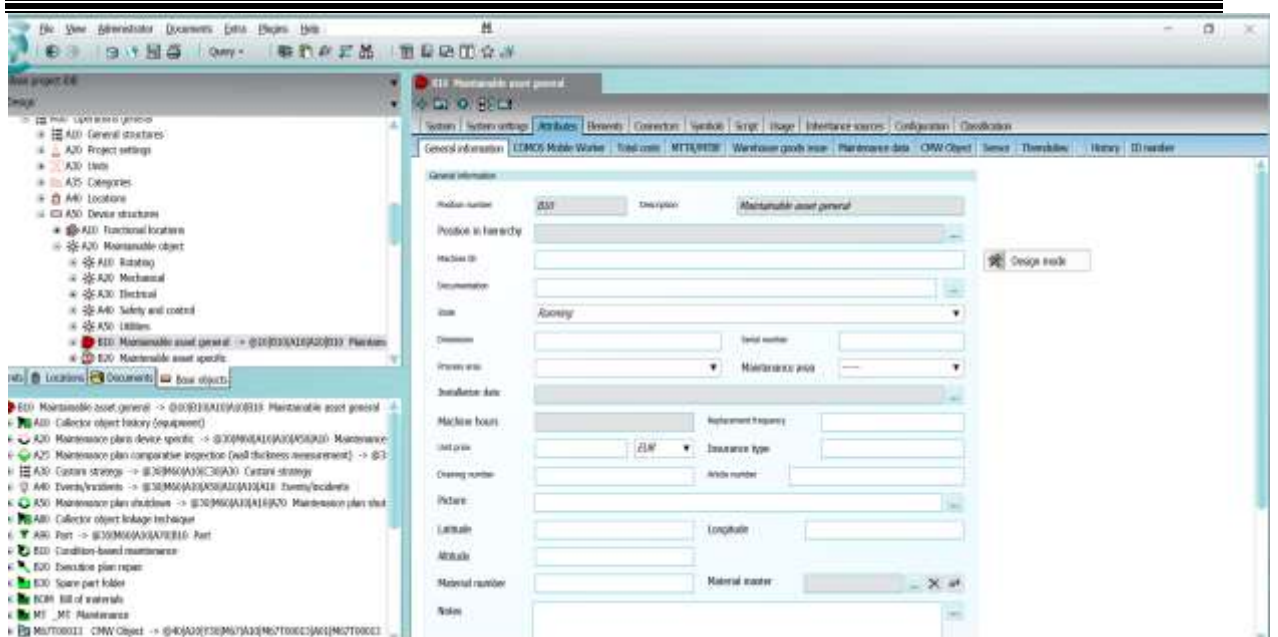 File View Administrator Documents Extra Plugins Help
Query
Base project iDB
Design
A10 General structures
A20 Project settings
A30 Units
A35 Categories
A40 Locations
A50 Device structures
A10 Functional locations
A20 Maintainable object
A10 Rotating
A20 Mechanical
A30 Electrical
A40 Safety and control
A50 Utilities
B10 Maintainable asset general
B20 Maintainable asset specific
Locations Documents Base objects
B10 Maintainable asset general
A10 Collector object history (equipment)
A20 Maintenance plans device specific
A25 Maintenance plan comparative inspection (wall thickness measurement)
A30 Custom strategy
A40 Events/incidents
A50 Maintenance plan shutdown
A80 Collector object linkage technique
A90 Part
B10 Condition-based maintenance
B20 Execution plan repair
B30 Spare part folder
BOM Bill of materials
MT _MT Maintenance
CMW Object
B10 Maintainable asset general
System System settings Attributes Elements Connectors Symbols Script Usage Inheritance sources Configuration Classification
General information COMOS Mobile Worker Total costs MTTR/MTBF Warehouse goods issue Maintenance data CMW Object Sensor Thresholds History ID number
General information
Position number B10 Description Maintainable asset general
Position in hierarchy
Machine ID
Design mode
Documentation
State Running
Dimension Serial number
Process area Maintenance area
Installation date
Machine hours Replacement frequency
Unit price EUR Insurance type
Drawing number Article number
Picture
Latitude Longitude
Altitude
Material number Material master
Notes